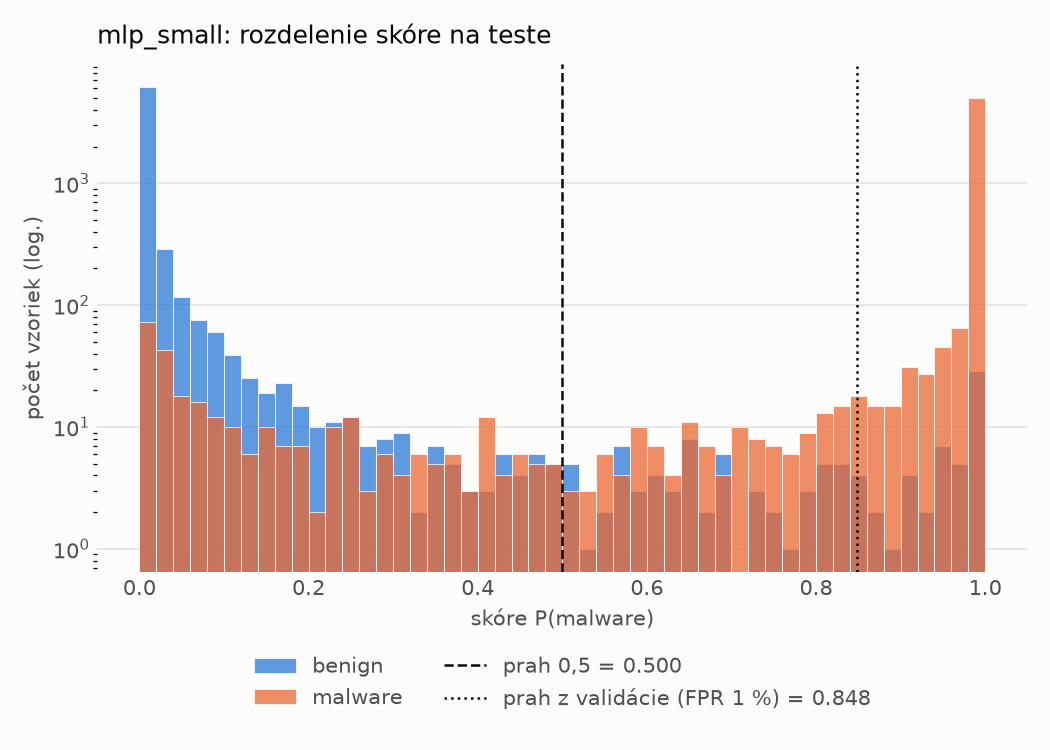 mlp_small: rozdelenie skóre na teste
počet vzoriek (log.)
10³
10²
10¹
10⁰
0.0 0.2 0.4 0.6 0.8 1.0
skóre P(malware)
benign
malware
prah 0,5 = 0.500
prah z validácie (FPR 1 %) = 0.848